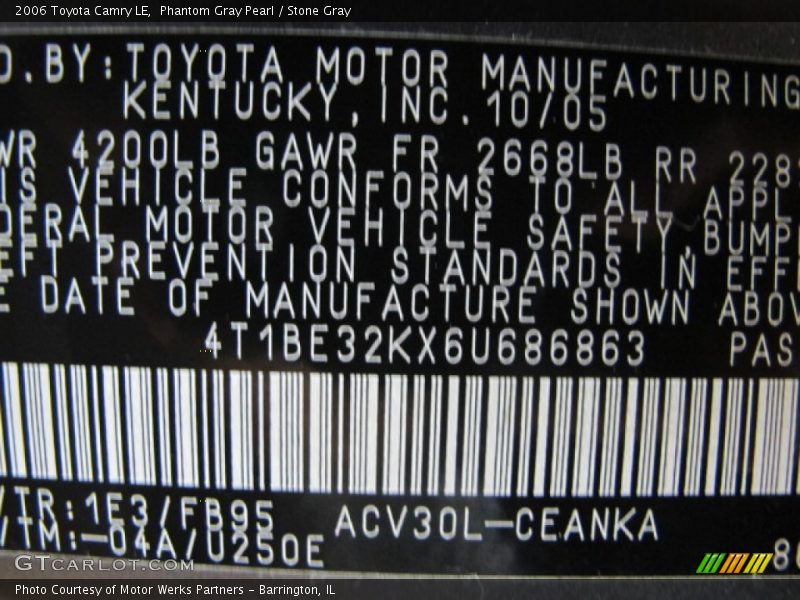 2006 Toyota Camry LE,  Phantom Gray Pearl / Stone Gray
D.BY:TOYOTA MOTOR MANUFACTURING
KENTUCKY,INC. 10/05
WR 4200LB GAWR FR 2668LB RR 228
IS VEHICLE CONFORMS TO ALL APPL
DERAL MOTOR VEHICLE SAFETY,BUMP
EFT PREVENTION STANDARDS IN EFF
E DATE OF MANUFACTURE SHOWN ABOV
4T1BE32KX6U686863 PAS
/TR:1E3/FB95 ACV30L-CEANKA
/TM:-04A/U250E
GTCARLOT.COM
Photo Courtesy of Motor Werks Partners - Barrington, IL